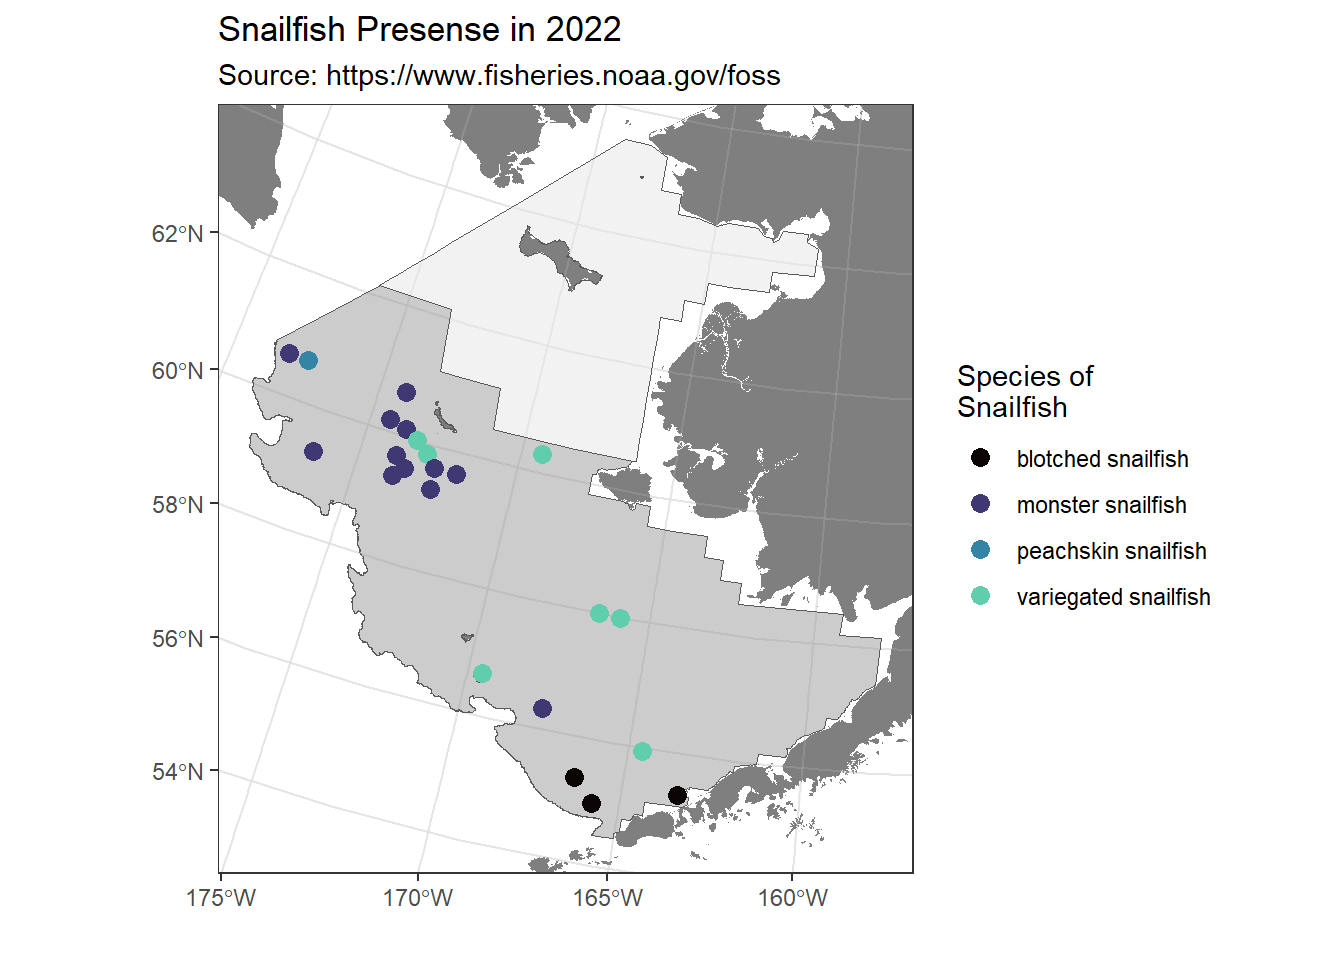 Snailfish Presense in 2022
Source: https://www.fisheries.noaa.gov/foss
62°N
60°N
58°N
56°N
54°N
175°W
170°W
165°W
160°W
Species of
Snailfish
blotched snailfish
monster snailfish
peachskin snailfish
variegated snailfish